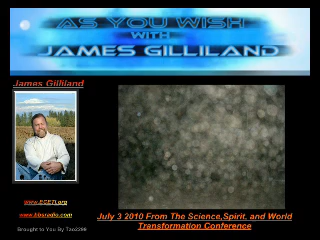 AS YOU WISH
WITH
JAMES GILLILAND
James Gilliland
www.ECETI.org
www.bbsradio.com
Brought to You By Tao2299
July 3 2010 From The Science,Spirit, and World
Transformation Conference